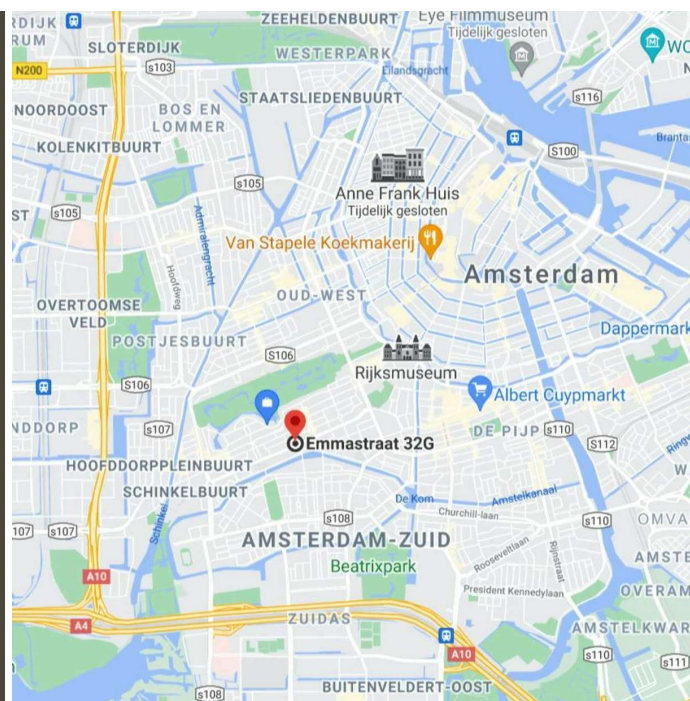 ZEEHELDENBUURT
Eye Filmmuseum
Tijdelijk gesloten
RDIJK
RUM
SLOTERDIJK
WESTERPARK
N200
s103
Eilandsgracht
NOORDOOST
BOS EN
LOMMER
STAATSLIEDENBUURT
s116
KOLENKITBUURT
S100
Branta
s105
Anne Frank Huis
Tijdelijk gesloten
ST
s105
s105
Admiralengracht
Van Stapele Koekmakerij
Amsterdam
Hoofdweg
OUD-WEST
OVERTOOMSE
VELD
POSTJESBUURT
Dappermark
S106
Rijksmuseum
s106
S106
Albert Cuypmarkt
NDDORP
s107
DE PIJP
s110
S112
Emmastraat 32G
HOOFDDORPPLEINBUURT
SCHINKELBUURT
De Kom
Amstelkanaal
Schinkel
s108
Churchill-laan
107
s107
s110
OMVA
AMSTERDAM-ZUID
Rooseveltlaan
Rijnstraat
AMSTE
Beatrixpark
A10
President Kennedylaan
OVERAM
A4
ZUIDAS
AMSTELKWAR
A10
s110
s111
s108
BUITENVELDERT-OOST